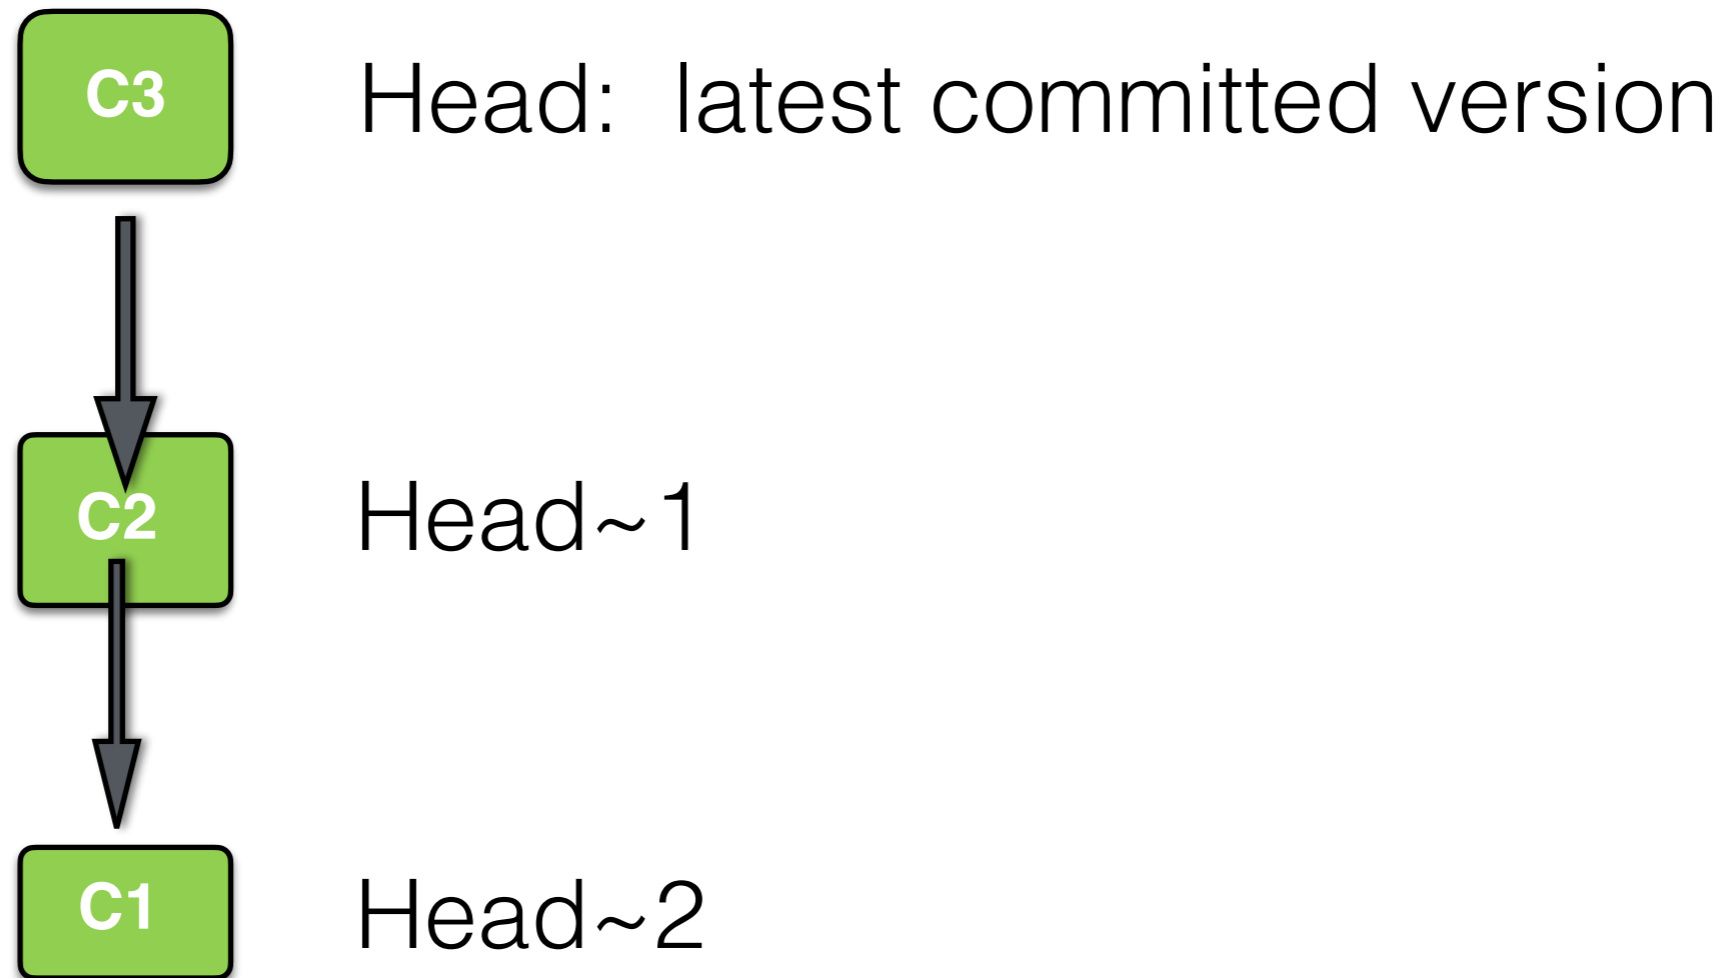 C3
Head:  latest committed version
C2
Head~1
C1
Head~2